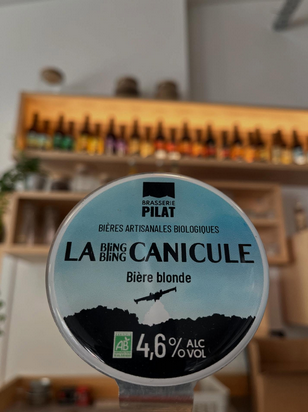 BRASSERIE
PILAT
BIÈRES ARTISANALES BIOLOGIQUES
LA BLING BLING CANICULE
Bière blonde
AB
4,6% ALC VOL